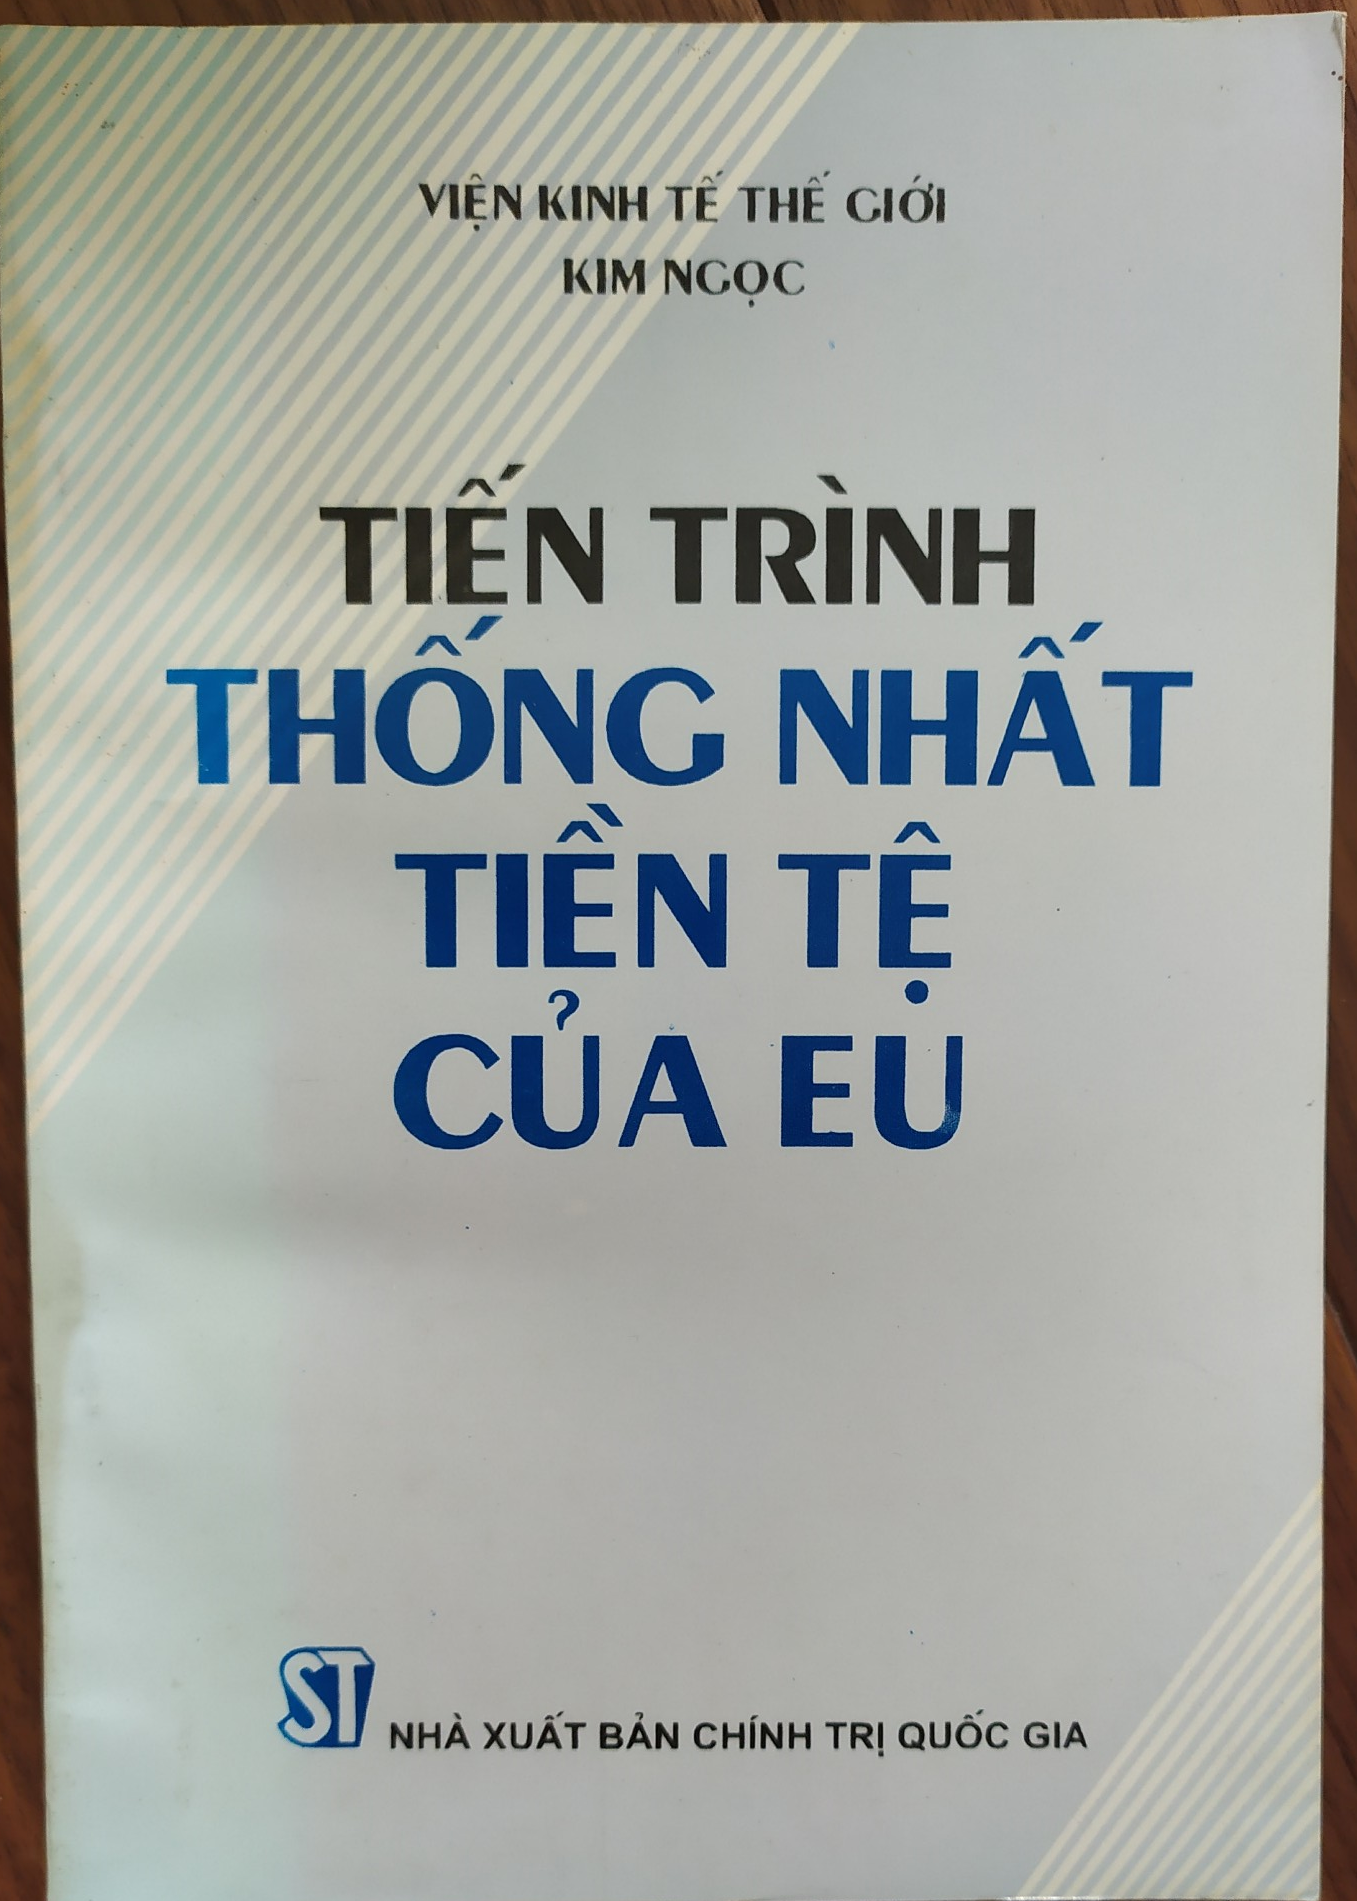 VIỆN KINH TẾ THẾ GIỚI
KIM NGỌC
TIẾN TRÌNH
THỐNG NHẤT
TIỀN TỆ
CỦA EU
ST NHÀ XUẤT BẢN CHÍNH TRỊ QUỐC GIA